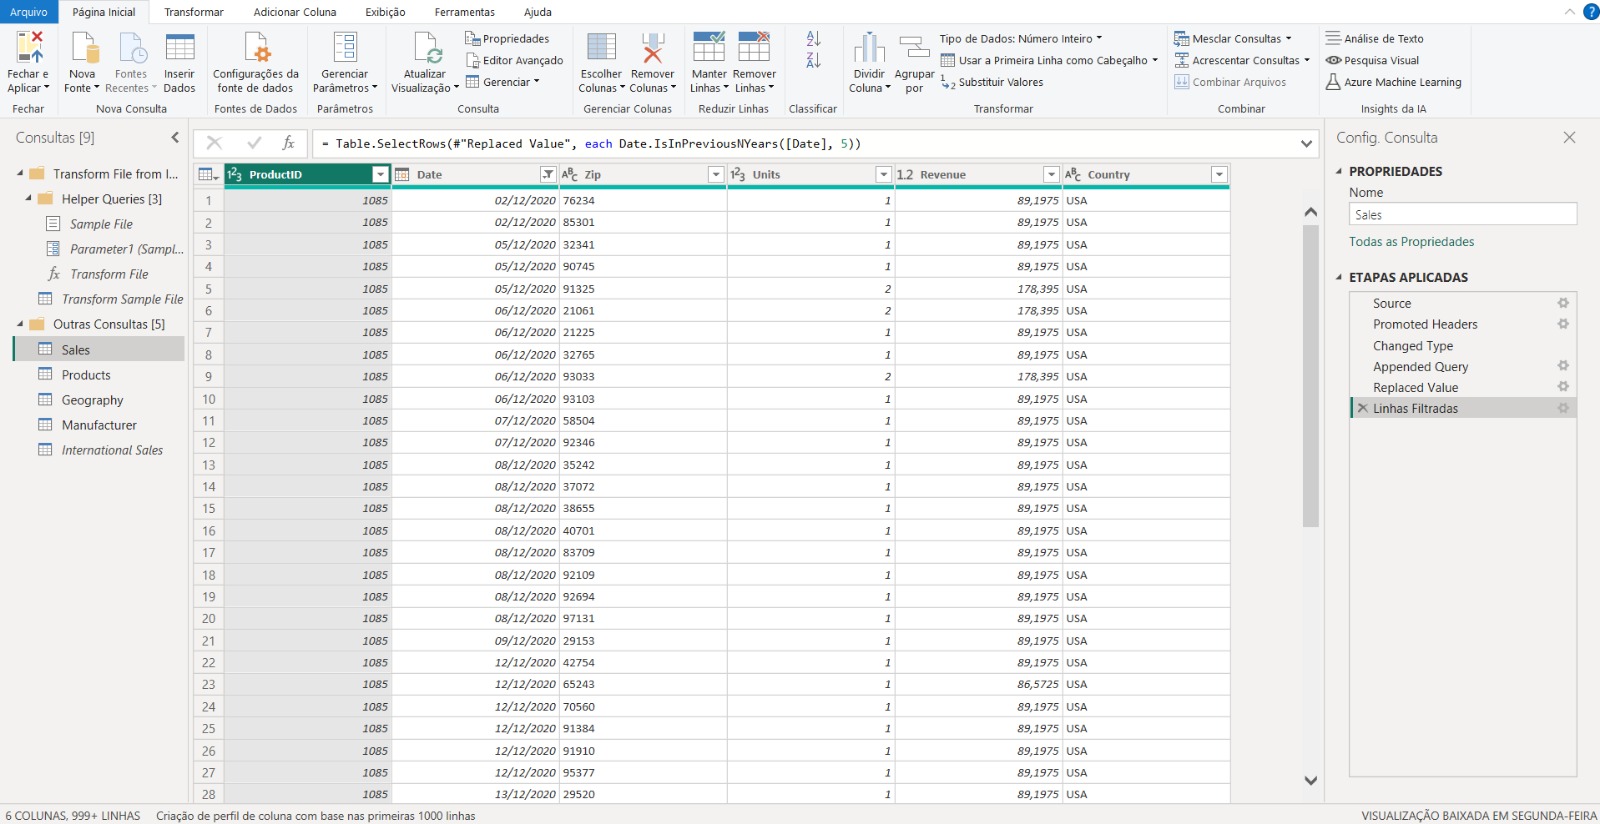 Arquivo Página Inicial Transformar Adicionar Coluna Exibição Ferramentas Ajuda
Fechar e Aplicar
Fechar
Nova Fonte
Fontes Recentes
Inserir Dados
Nova Consulta
Configurações da fonte de dados
Fontes de Dados
Gerenciar Parâmetros
Parâmetros
Atualizar Visualização
Propriedades
Editor Avançado
Gerenciar
Consulta
Escolher Colunas
Remover Colunas
Gerenciar Colunas
Manter Linhas
Remover Linhas
Reduzir Linhas
Classificar
Dividir Coluna
Agrupar por
Tipo de Dados: Número Inteiro
Usar a Primeira Linha como Cabeçalho
Substituir Valores
Transformar
Mesclar Consultas
Acrescentar Consultas
Combinar Arquivos
Combinar
Análise de Texto
Pesquisa Visual
Azure Machine Learning
Insights da IA
Consultas [9]
Transform File from I...
Helper Queries [3]
Sample File
Parameter1 (Sampl...
Transform File
Transform Sample File
Outras Consultas [5]
Sales
Products
Geography
Manufacturer
International Sales
= Table.SelectRows(#"Replaced Value", each Date.IsInPreviousNYears([Date], 5))
ProductID Date Zip Units Revenue Country
1 1085 02/12/2020 76234 1 89,1975 USA
2 1085 02/12/2020 85301 1 89,1975 USA
3 1085 05/12/2020 32341 1 89,1975 USA
4 1085 05/12/2020 90745 1 89,1975 USA
5 1085 05/12/2020 91325 2 178,395 USA
6 1085 06/12/2020 21061 2 178,395 USA
7 1085 06/12/2020 21225 1 89,1975 USA
8 1085 06/12/2020 32765 1 89,1975 USA
9 1085 06/12/2020 93033 2 178,395 USA
10 1085 06/12/2020 93103 1 89,1975 USA
11 1085 07/12/2020 58504 1 89,1975 USA
12 1085 07/12/2020 92346 1 89,1975 USA
13 1085 08/12/2020 35242 1 89,1975 USA
14 1085 08/12/2020 37072 1 89,1975 USA
15 1085 08/12/2020 38655 1 89,1975 USA
16 1085 08/12/2020 40701 1 89,1975 USA
17 1085 08/12/2020 83709 1 89,1975 USA
18 1085 08/12/2020 92109 1 89,1975 USA
19 1085 08/12/2020 92694 1 89,1975 USA
20 1085 08/12/2020 97131 1 89,1975 USA
21 1085 09/12/2020 29153 1 89,1975 USA
22 1085 12/12/2020 42754 1 89,1975 USA
23 1085 12/12/2020 65243 1 86,5725 USA
24 1085 12/12/2020 70560 1 89,1975 USA
25 1085 12/12/2020 91384 1 89,1975 USA
26 1085 12/12/2020 91910 1 89,1975 USA
27 1085 12/12/2020 95377 1 89,1975 USA
28 1085 13/12/2020 29520 1 89,1975 USA
Config. Consulta
PROPRIEDADES
Nome
Sales
Todas as Propriedades
ETAPAS APLICADAS
Source
Promoted Headers
Changed Type
Appended Query
Replaced Value
Linhas Filtradas
6 COLUNAS, 999+ LINHAS Criação de perfil de coluna com base nas primeiras 1000 linhas
VISUALIZAÇÃO BAIXADA EM SEGUNDA-FEIRA